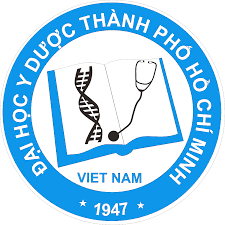 ĐẠI HỌC Y DƯỢC THÀNH PHỐ HỒ CHÍ MINH
VIET NAM
1947